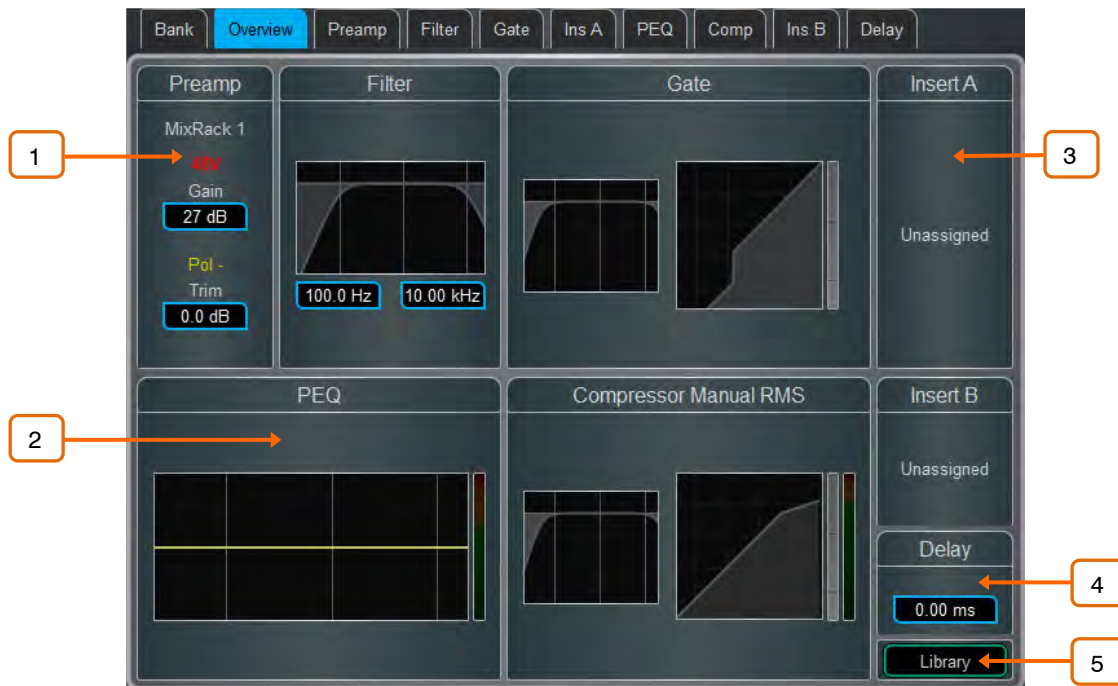 Bank Overview Preamp Filter Gate Ins A PEQ Comp Ins B Delay
Preamp
MixRack 1
48V
Gain
27 dB
Pol -
Trim
0.0 dB
Filter
100.0 Hz 10.00 kHz
Gate
Insert A
Unassigned
PEQ
Compressor Manual RMS
Insert B
Unassigned
Delay
0.00 ms
Library
1
2
3
4
5